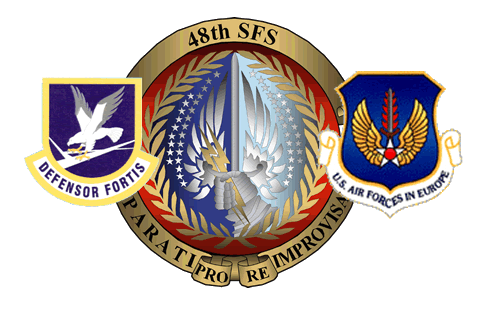 48th SFS
DEFENSOR FORTIS
U.S. AIR FORCES IN EUROPE
PARATI PRO RE IMPROVISA